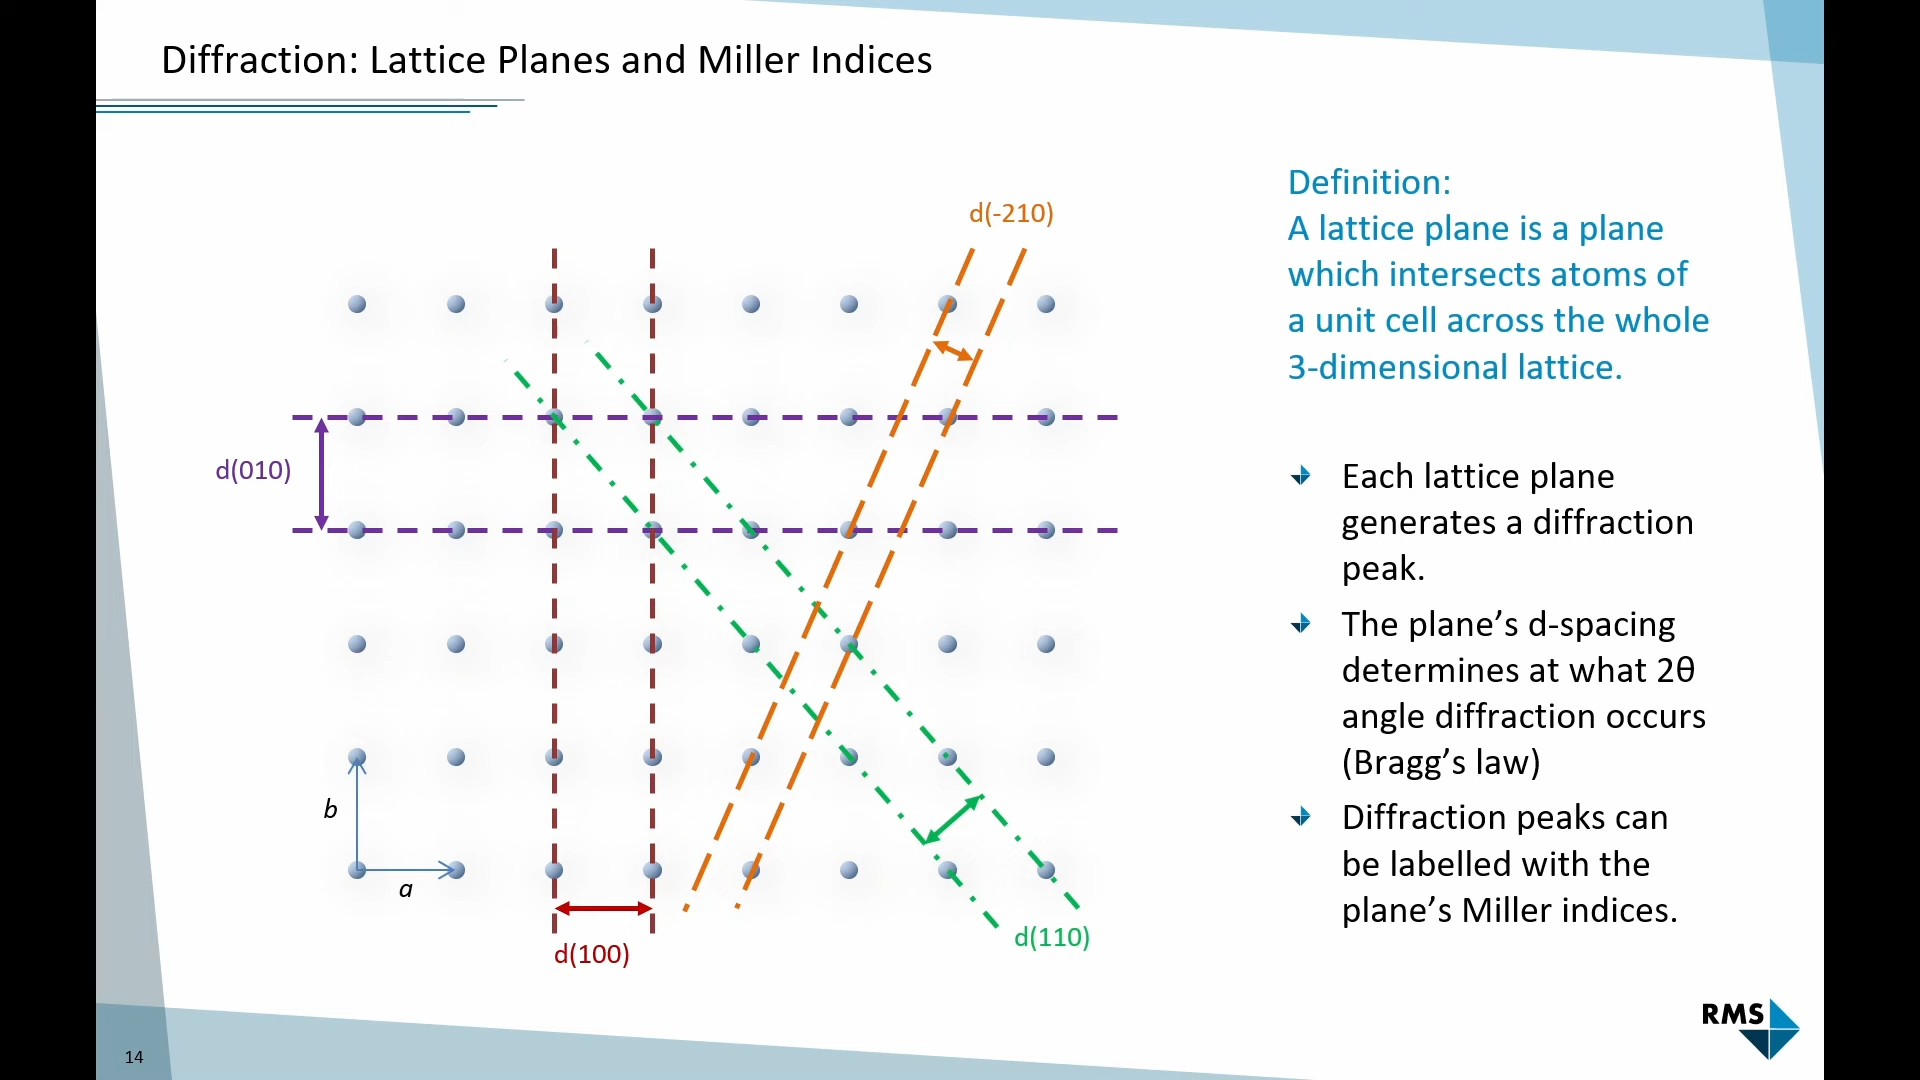 Diffraction: Lattice Planes and Miller Indices
d(-210)
d(010)
b
a
d(100)
d(110)
Definition:
A lattice plane is a plane
which intersects atoms of
a unit cell across the whole
3-dimensional lattice.
Each lattice plane
generates a diffraction
peak.
The plane’s d-spacing
determines at what 2θ
angle diffraction occurs
(Bragg’s law)
Diffraction peaks can
be labelled with the
plane’s Miller indices.
RMS
14